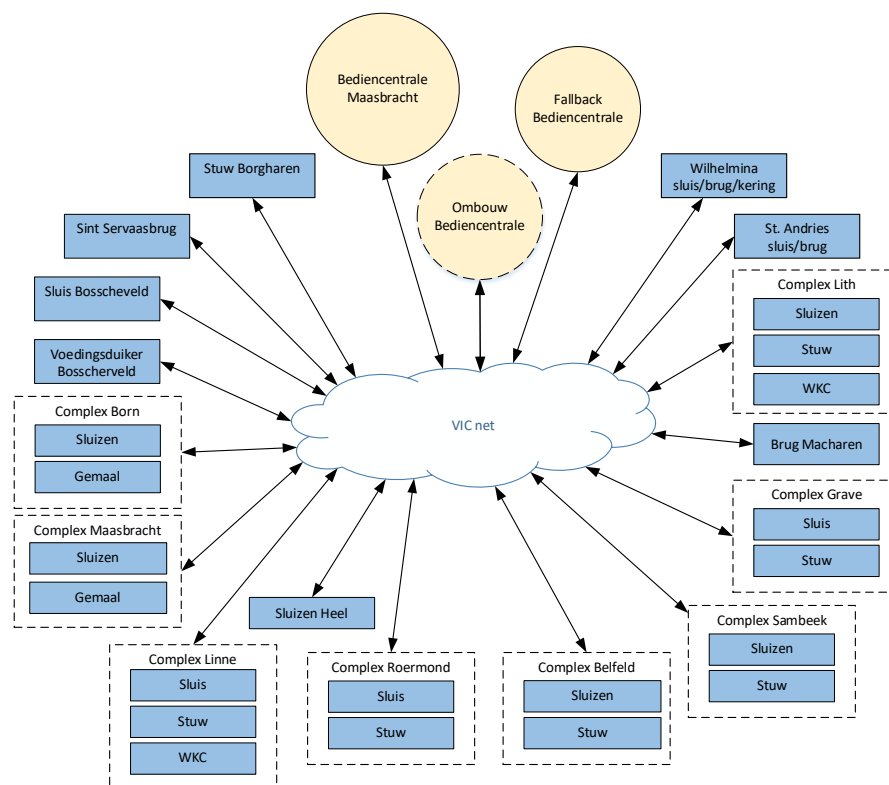 Bediencentrale
Maasbracht
Fallback
Bediencentrale
Ombouw
Bediencentrale
Stuw Borgharen
Wilhelmina
sluis/brug/kering
Sint Servaasbrug
St. Andries
sluis/brug
Sluis Bosscheveld
Complex Lith
Sluizen
Stuw
WKC
Voedingsduiker
Bosscherveld
VIC net
Complex Born
Sluizen
Gemaal
Brug Macharen
Complex Maasbracht
Sluizen
Gemaal
Complex Grave
Sluis
Stuw
Sluizen Heel
Complex Linne
Sluis
Stuw
WKC
Complex Roermond
Sluis
Stuw
Complex Belfeld
Sluizen
Stuw
Complex Sambeek
Sluizen
Stuw